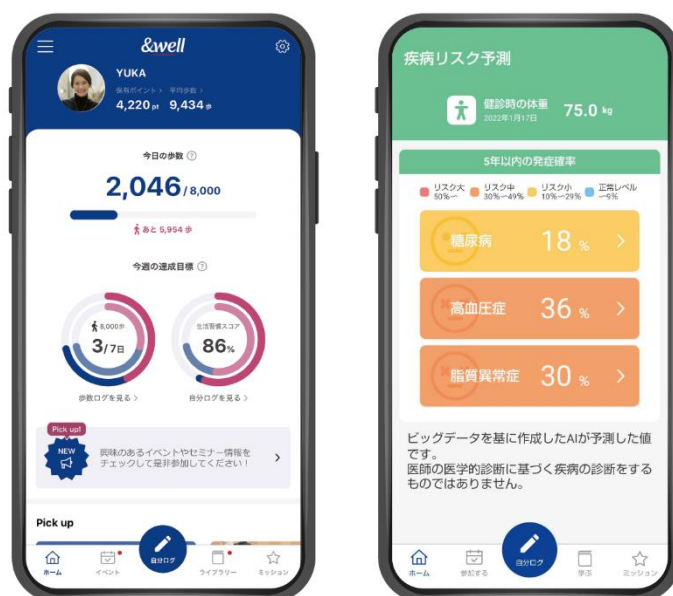 &well
YUKA
保有ポイント > 平均歩数 >
4,220 pt 9,434 歩
今日の歩数 ?
2,046 / 8,000
あと 5,954 歩
今週の達成目標 ?
8,000歩
3/7日
歩数ログを見る >
生活習慣スコア
86%
自分ログを見る >
Pick up!
NEW
興味のあるイベントやセミナー情報を
チェックして是非参加してください!
Pick up
ホーム
イベント
自分ログ
ライブラリー
ミッション
疾病リスク予測
健診時の体重
2022年1月17日
75.0 kg
5年以内の発症確率
リスク大
50%〜
リスク中
30%〜49%
リスク小
10%〜29%
正常レベル
〜9%
糖尿病 18 %
高血圧症 36 %
脂質異常症 30 %
ビッグデータを基に作成したAIが予測した値
です。
医師の医学的診断に基づく疾病の診断をする
ものではありません。
ホーム
参加する
自分ログ
学ぶ
ミッション